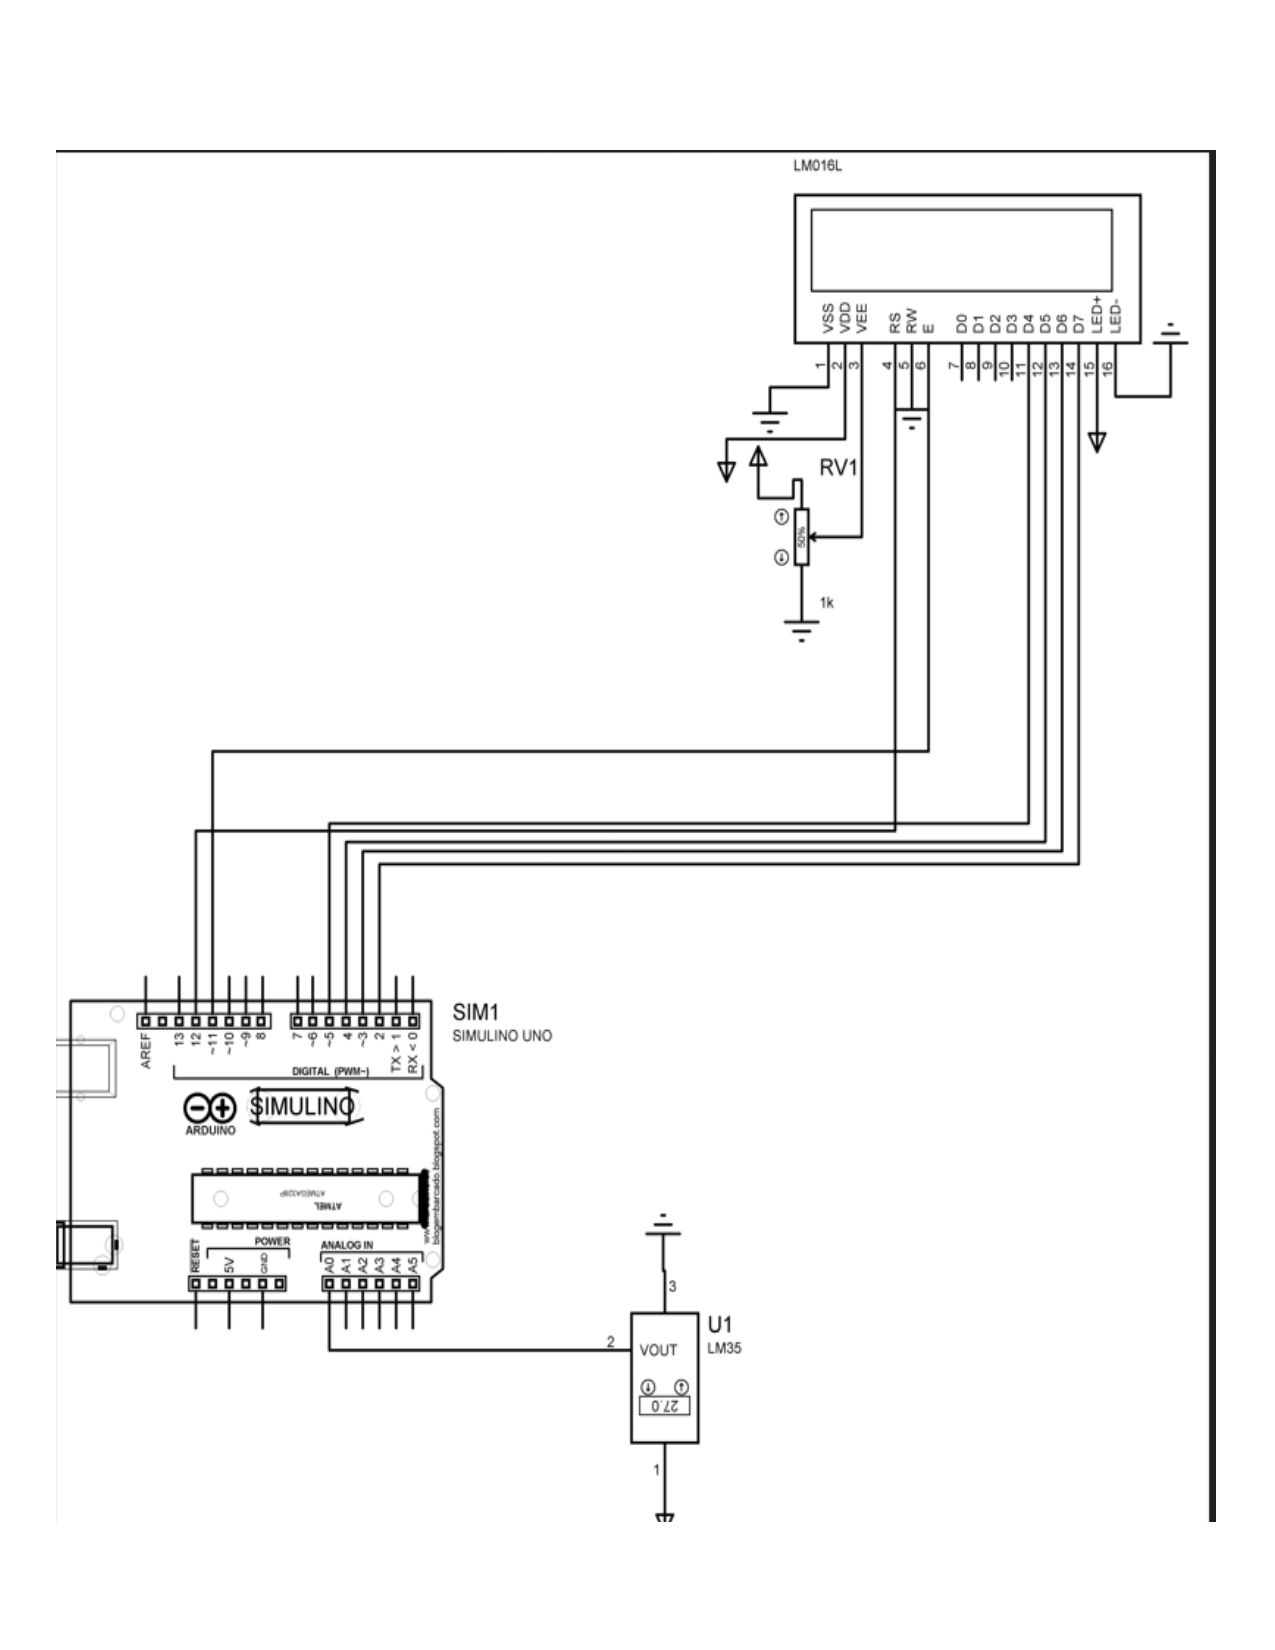 LM016L
VSS VDD VEE RS RW E D0 D1 D2 D3 D4 D5 D6 D7 LED+ LED-
1 2 3 4 5 6 7 8 9 10 11 12 13 14 15 16
RV1
50%
1k
SIM1
SIMULINO UNO
AREF 13 12 ~11 ~10 ~9 8 7 ~6 ~5 4 ~3 2 TX > 1 RX < 0
DIGITAL (PWM~)
SIMULINO
ARDUINO
blogembarcado.blogspot.com
ATMEGA328P
ATMEL
POWER
ANALOG IN
RESET 5V GND A0 A1 A2 A3 A4 A5
3
U1
LM35
2
VOUT
27.0
1